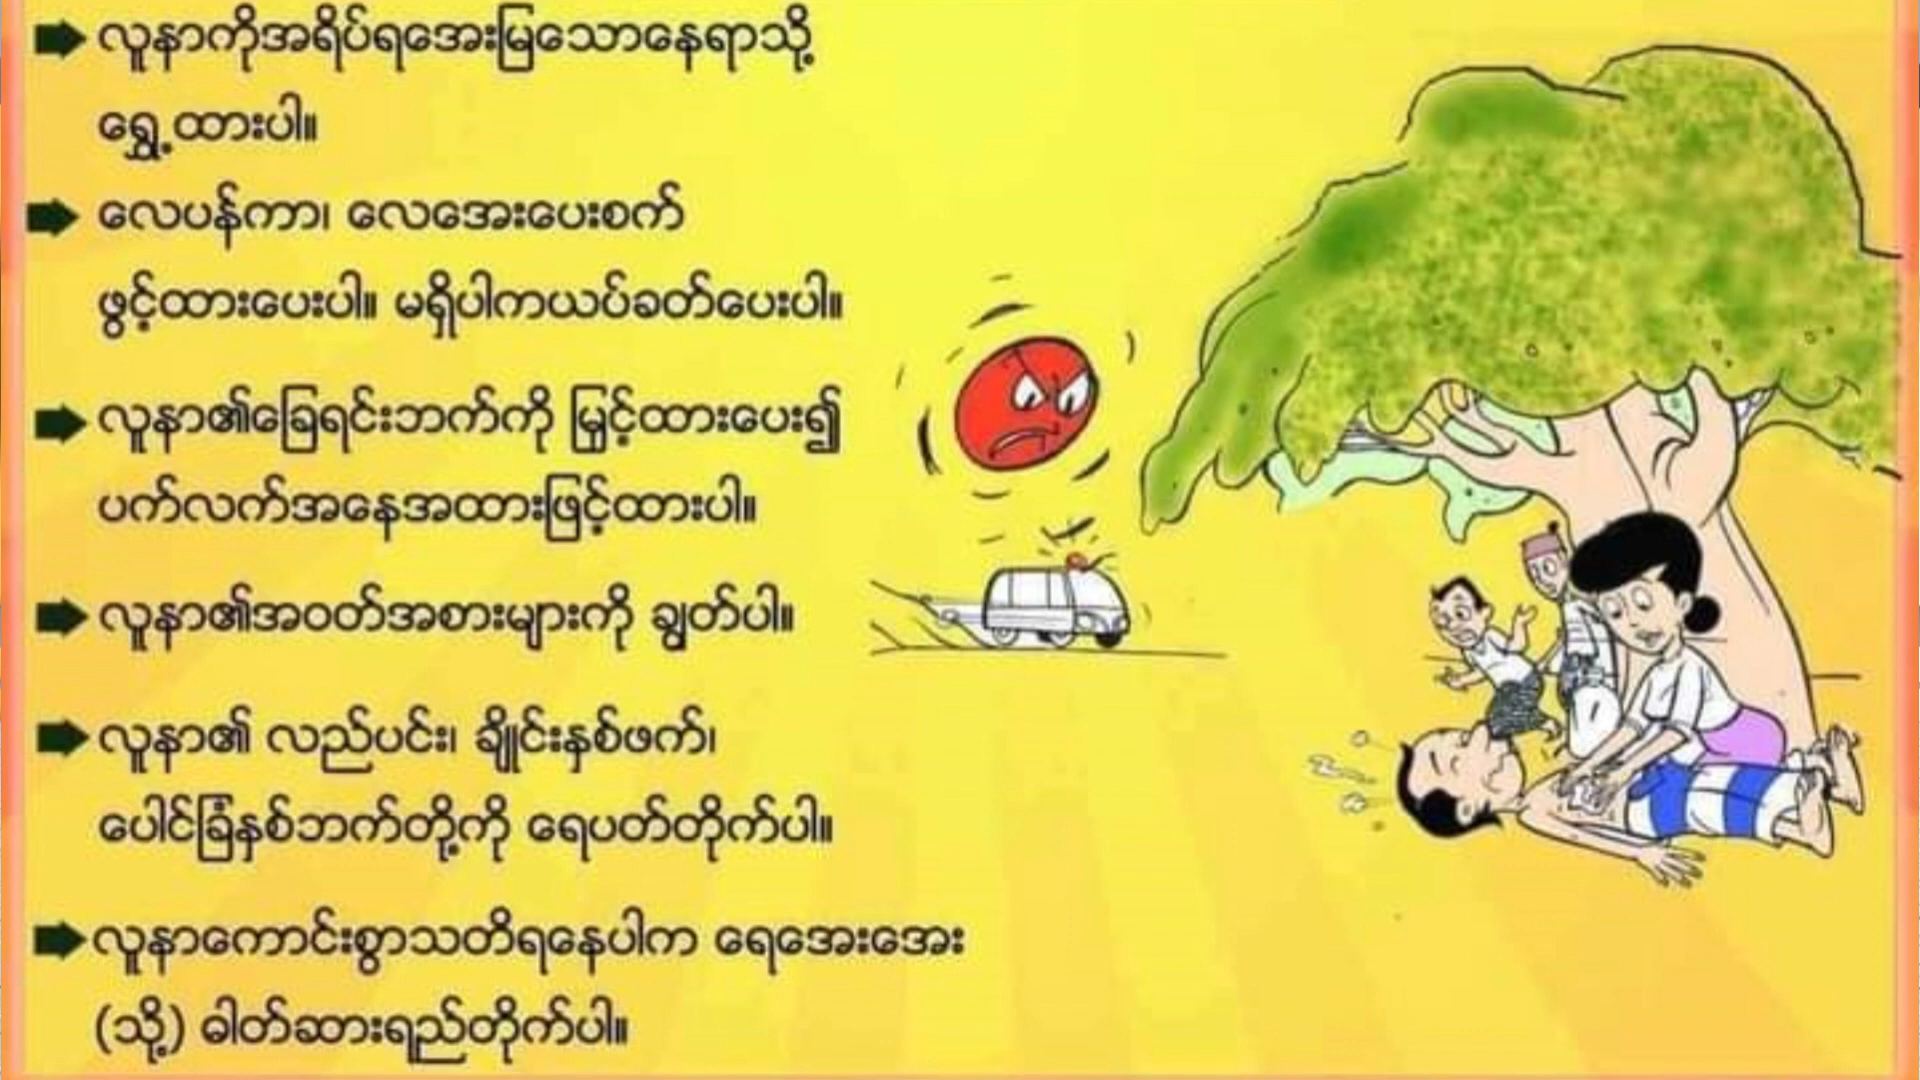 လူနာကိုအရိပ်ရအေးမြသောနေရာသို့
ရွှေ့ထားပါ။
လေပန်ကာ၊ လေအေးပေးစက်
ဖွင့်ထားပေးပါ။ မရှိပါကယပ်ခတ်ပေးပါ။
လူနာ၏ခြေရင်းဘက်ကို မြှင့်ထားပေး၍
ပက်လက်အနေအထားဖြင့်ထားပါ။
လူနာ၏အဝတ်အစားများကို ချွတ်ပါ။
လူနာ၏ လည်ပင်း၊ ချိုင်းနှစ်ဖက်၊
ပေါင်ခြံနှစ်ဘက်တို့ကို ရေပတ်တိုက်ပါ။
လူနာကောင်းစွာသတိရနေပါက ရေအေးအေး
(သို့) ဓါတ်ဆားရည်တိုက်ပါ။